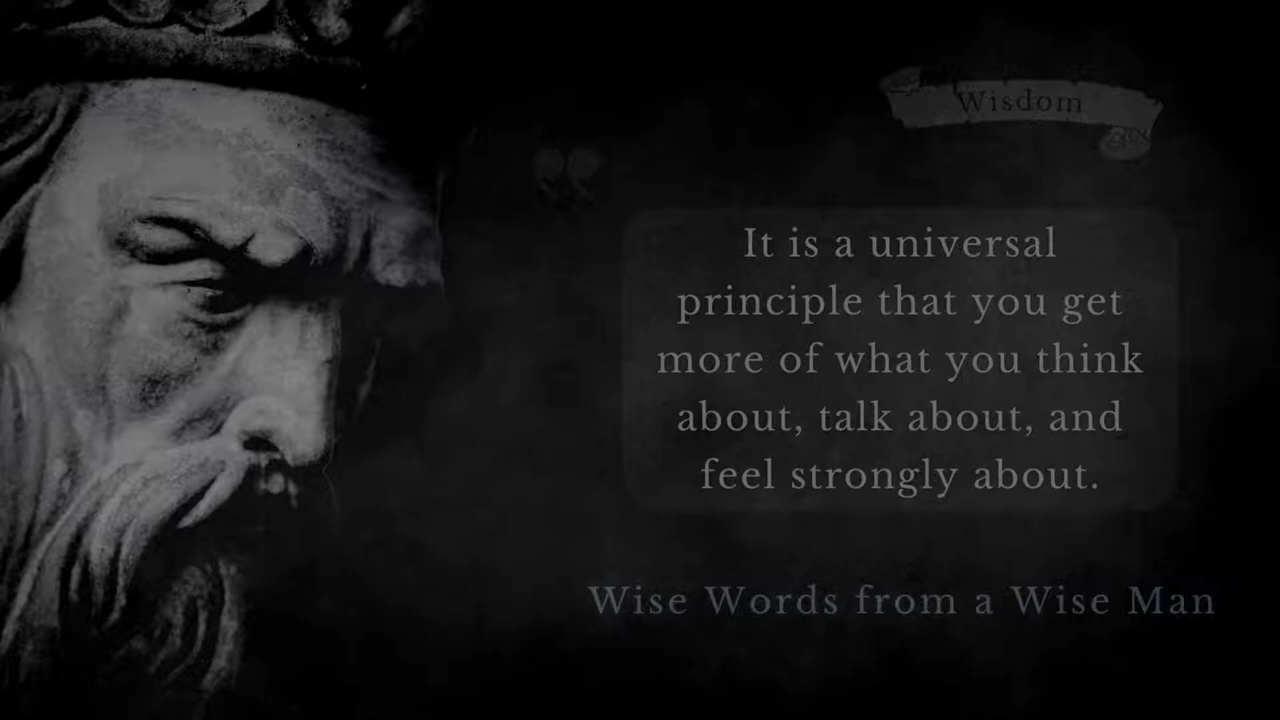 Wisdom
It is a universal
principle that you get
more of what you think
about, talk about, and
feel strongly about.
Wise Words from a Wise Man